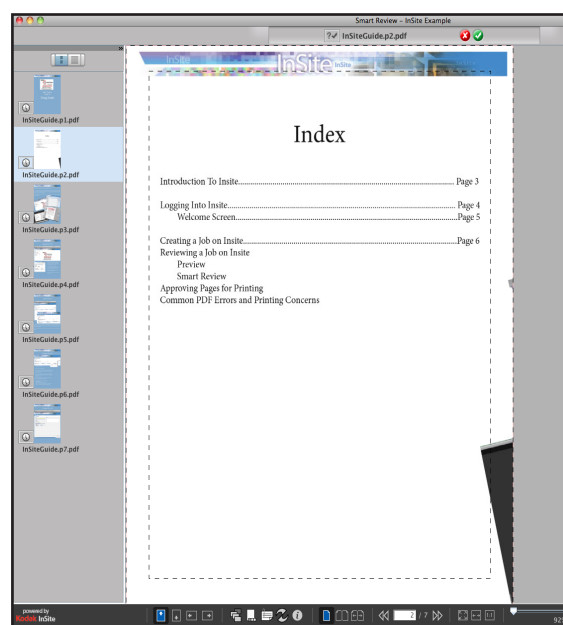 Smart Review – InSite Example
?✓ InSiteGuide.p2.pdf
»
InSiteGuide.p1.pdf
InSiteGuide.p2.pdf
InSiteGuide.p3.pdf
InSiteGuide.p4.pdf
InSiteGuide.p5.pdf
InSiteGuide.p6.pdf
InSiteGuide.p7.pdf
InSite InSite InSite
Index
Introduction To Insite.......... Page 3
Logging Into Insite.......... Page 4
Welcome Screen..........Page 5
Creating a Job on Insite..........Page 6
Reviewing a Job on Insite
Preview
Smart Review
Approving Pages for Printing
Common PDF Errors and Printing Concerns
powered by
Kodak InSite
2 / 7
1:1